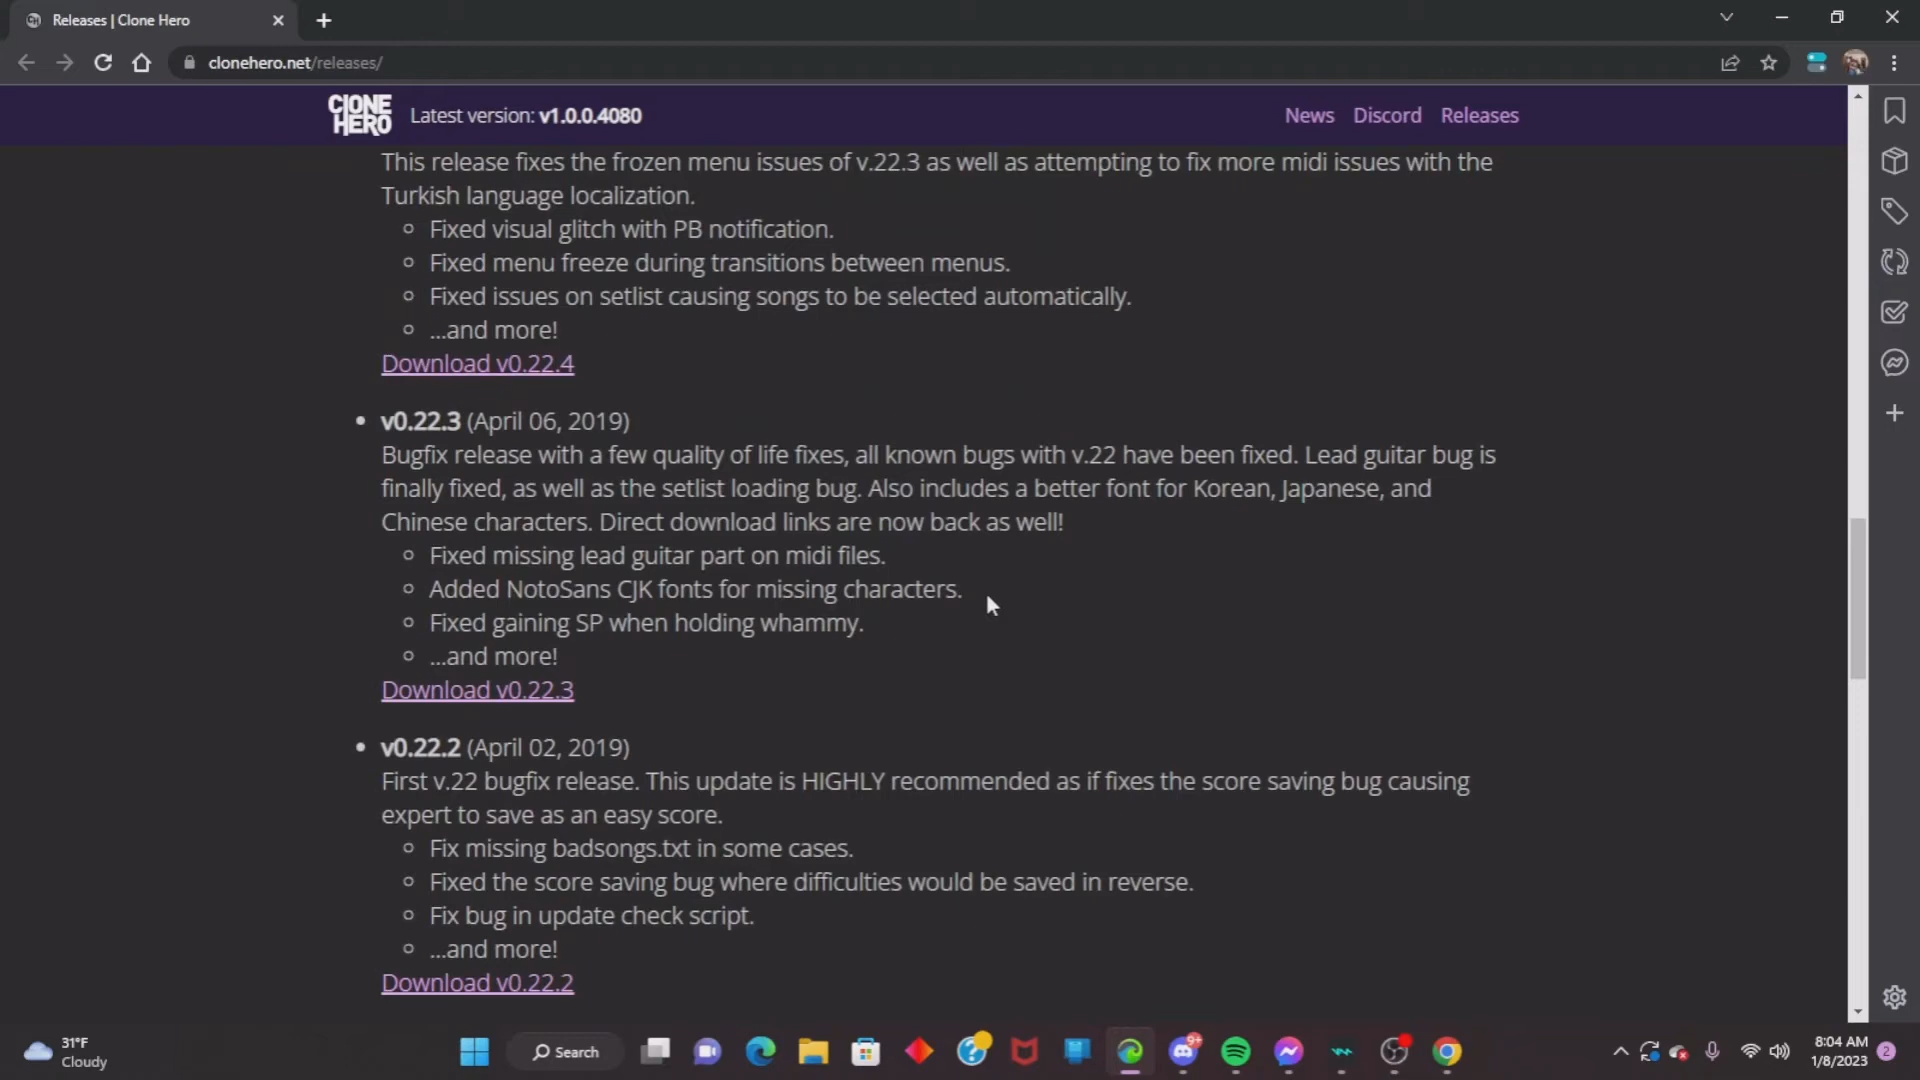 Releases | Clone Hero
clonehero.net/releases/
CLONE HERO
Latest version: v1.0.0.4080
News Discord Releases
This release fixes the frozen menu issues of v.22.3 as well as attempting to fix more midi issues with the
Turkish language localization.
Fixed visual glitch with PB notification.
Fixed menu freeze during transitions between menus.
Fixed issues on setlist causing songs to be selected automatically.
...and more!
Download v0.22.4
v0.22.3 (April 06, 2019)
Bugfix release with a few quality of life fixes, all known bugs with v.22 have been fixed. Lead guitar bug is
finally fixed, as well as the setlist loading bug. Also includes a better font for Korean, Japanese, and
Chinese characters. Direct download links are now back as well!
Fixed missing lead guitar part on midi files.
Added NotoSans CJK fonts for missing characters.
Fixed gaining SP when holding whammy.
...and more!
Download v0.22.3
v0.22.2 (April 02, 2019)
First v.22 bugfix release. This update is HIGHLY recommended as if fixes the score saving bug causing
expert to save as an easy score.
Fix missing badsongs.txt in some cases.
Fixed the score saving bug where difficulties would be saved in reverse.
Fix bug in update check script.
...and more!
Download v0.22.2
31°F
Cloudy
Search
9+
8:04 AM
1/8/2023
2